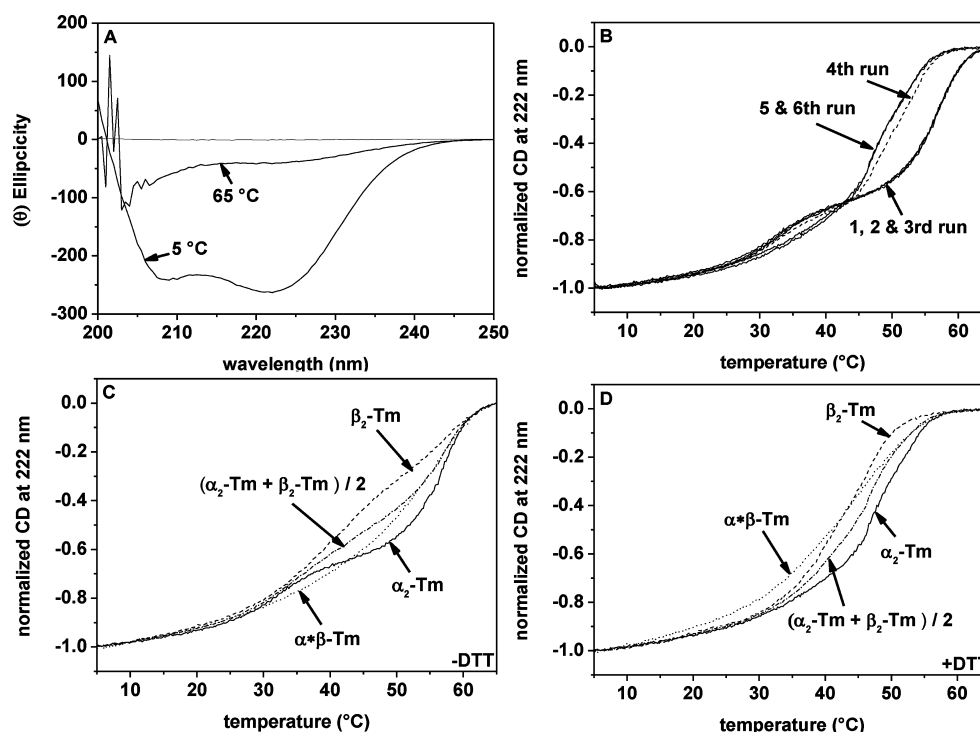 A
200
150
100
50
0
-50
-100
-150
-200
-250
-300
(θ) Ellipcicity
65 °C
5 °C
200 210 220 230 240 250
wavelength (nm)
B
0.0
-0.2
-0.4
-0.6
-0.8
-1.0
normalized CD at 222 nm
4th run
5 & 6th run
1, 2 & 3rd run
10 20 30 40 50 60
temperature (°C)
C
0.0
-0.2
-0.4
-0.6
-0.8
-1.0
normalized CD at 222 nm
β2-Tm
(α2-Tm + β2-Tm ) / 2
α2-Tm
α*β-Tm
-DTT
10 20 30 40 50 60
temperature (°C)
D
0.0
-0.2
-0.4
-0.6
-0.8
-1.0
normalized CD at 222 nm
β2-Tm
α*β-Tm
α2-Tm
(α2-Tm + β2-Tm ) / 2
+DTT
10 20 30 40 50 60
temperature (°C)